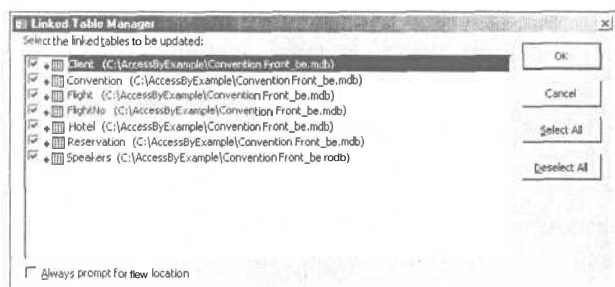 Linked Table Manager
Select the linked tables to be updated:
Client (C:\AccessByExample\Convention Front_be.mdb)
Convention (C:\AccessByExample\Convention Front_be.mdb)
Flight (C:\AccessByExample\Convention Front_be.mdb)
FlightNo (C:\AccessByExample\Convention Front_be.mdb)
Hotel (C:\AccessByExample\Convention Front_be.mdb)
Reservation (C:\AccessByExample\Convention Front_be.mdb)
Speakers (C:\AccessByExample\Convention Front_be rodb)
OK
Cancel
Select All
Deselect All
Always prompt for flew location